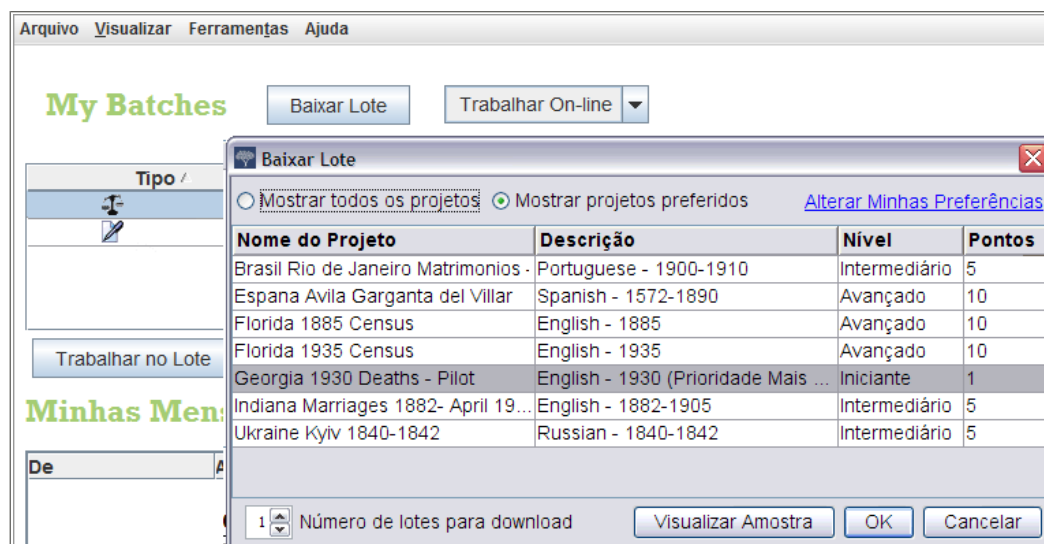 Arquivo Visualizar Ferramentas Ajuda
My Batches Baixar Lote Trabalhar On-line
Baixar Lote
Tipo
Mostrar todos os projetos Mostrar projetos preferidos Alterar Minhas Preferências
Nome do Projeto Descrição Nível Pontos
Brasil Rio de Janeiro Matrimonios - Portuguese - 1900-1910 Intermediário 5
Espana Avila Garganta del Villar Spanish - 1572-1890 Avançado 10
Florida 1885 Census English - 1885 Avançado 10
Florida 1935 Census English - 1935 Avançado 10
Trabalhar no Lote
Georgia 1930 Deaths - Pilot English - 1930 (Prioridade Mais ... Iniciante 1
Indiana Marriages 1882- April 19... English - 1882-1905 Intermediário 5
Minhas
Ukraine Kyiv 1840-1842 Russian - 1840-1842 Intermediário 5
De
1 Número de lotes para download Visualizar Amostra OK Cancelar